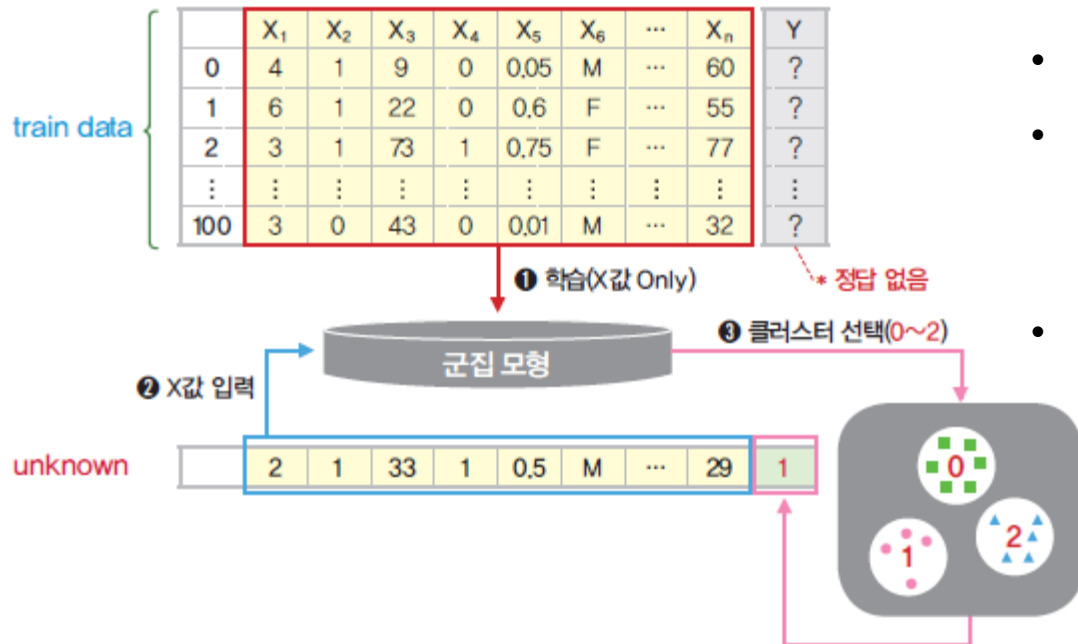 X₁ X₂ X₃ X₄ X₅ X₆ ⋯ Xₙ Y
0 4 1 9 0 0.05 M ⋯ 60 ?
1 6 1 22 0 0.6 F ⋯ 55 ?
train data
2 3 1 73 1 0.75 F ⋯ 77 ?
⋮ ⋮ ⋮ ⋮ ⋮ ⋮ ⋮ ⋮ ⋮ ⋮
100 3 0 43 0 0.01 M ⋯ 32 ?
❶ 학습(X값 Only)
* 정답 없음
❸ 클러스터 선택(0~2)
군집 모형
❷ X값 입력
unknown 2 1 33 1 0.5 M ⋯ 29 1
0
1
2